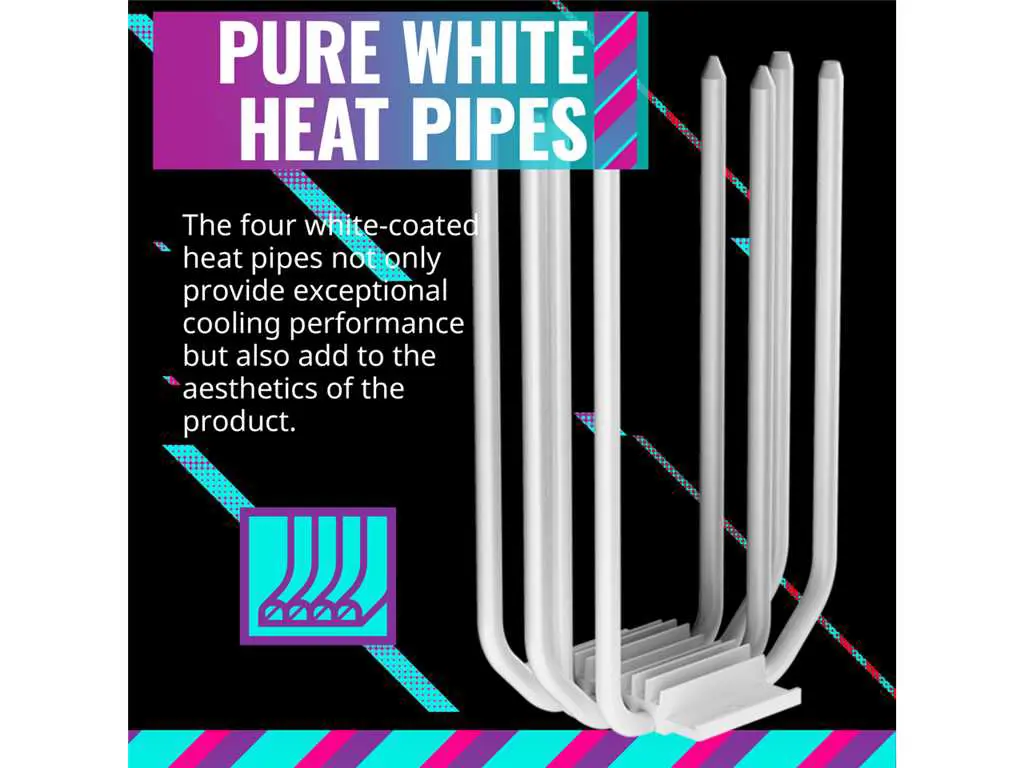 PURE WHITE
HEAT PIPES
The four white-coated
heat pipes not only
provide exceptional
cooling performance
but also add to the
aesthetics of the
product.